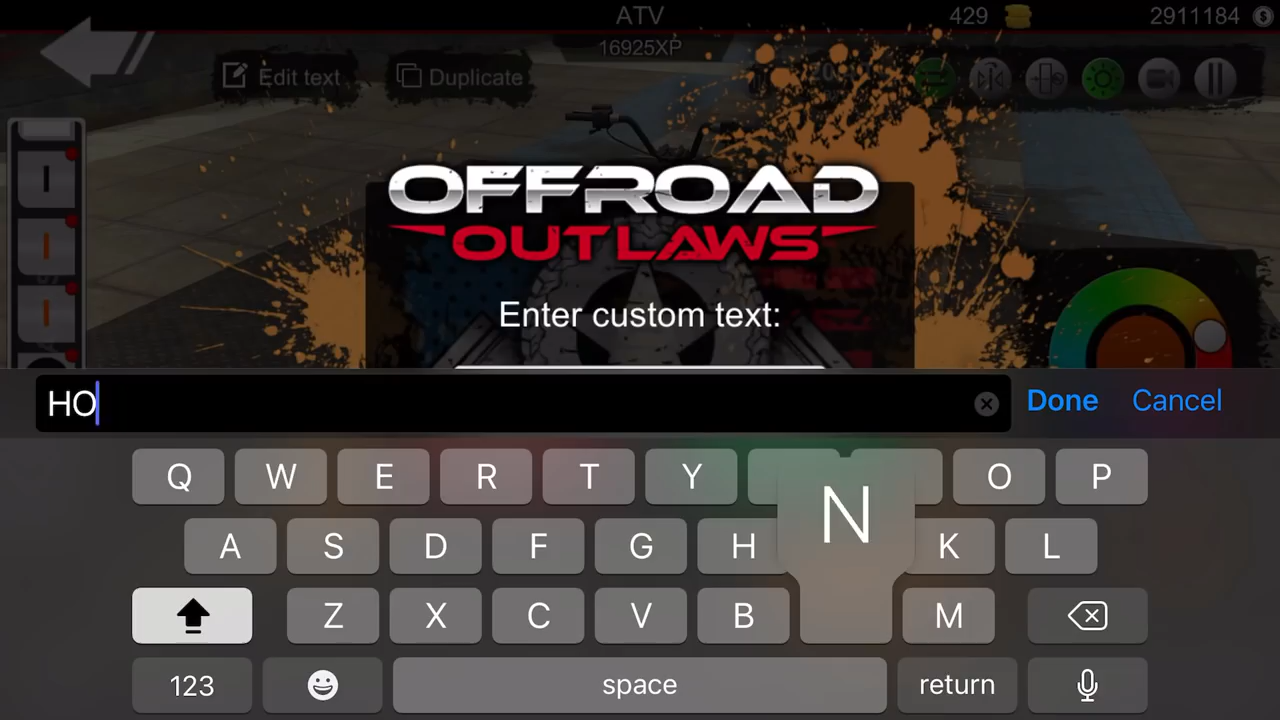 ATV
429
2911184
16925XP
Edit text
Duplicate
OFFROAD
OUTLAWS
Enter custom text:
HO
Done
Cancel
Q W E R T Y O P
A S D F G H K L
N
Z X C V B M
123
space
return